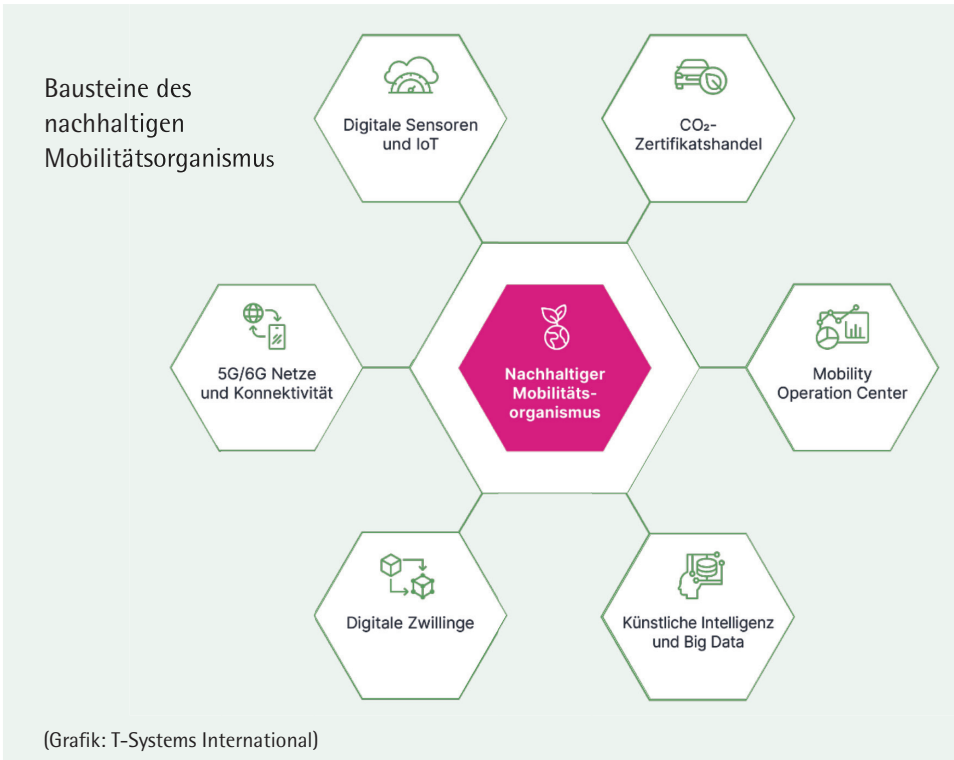 Bausteine des
nachhaltigen
Mobilitätsorganismus
Digitale Sensoren
und IoT
CO₂-
Zertifikatshandel
5G/6G Netze
und Konnektivität
Nachhaltiger
Mobilitäts-
organismus
Mobility
Operation Center
Digitale Zwillinge
Künstliche Intelligenz
und Big Data
(Grafik: T-Systems International)